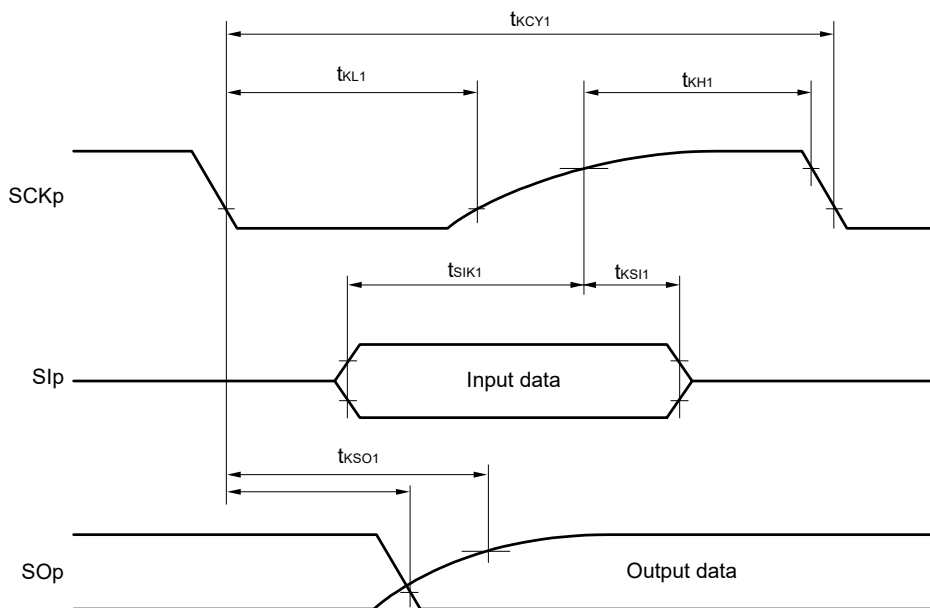 tKCY1
tKL1
tKH1
SCKp
tSIK1
tKSI1
SIp
Input data
tKSO1
SOp
Output data